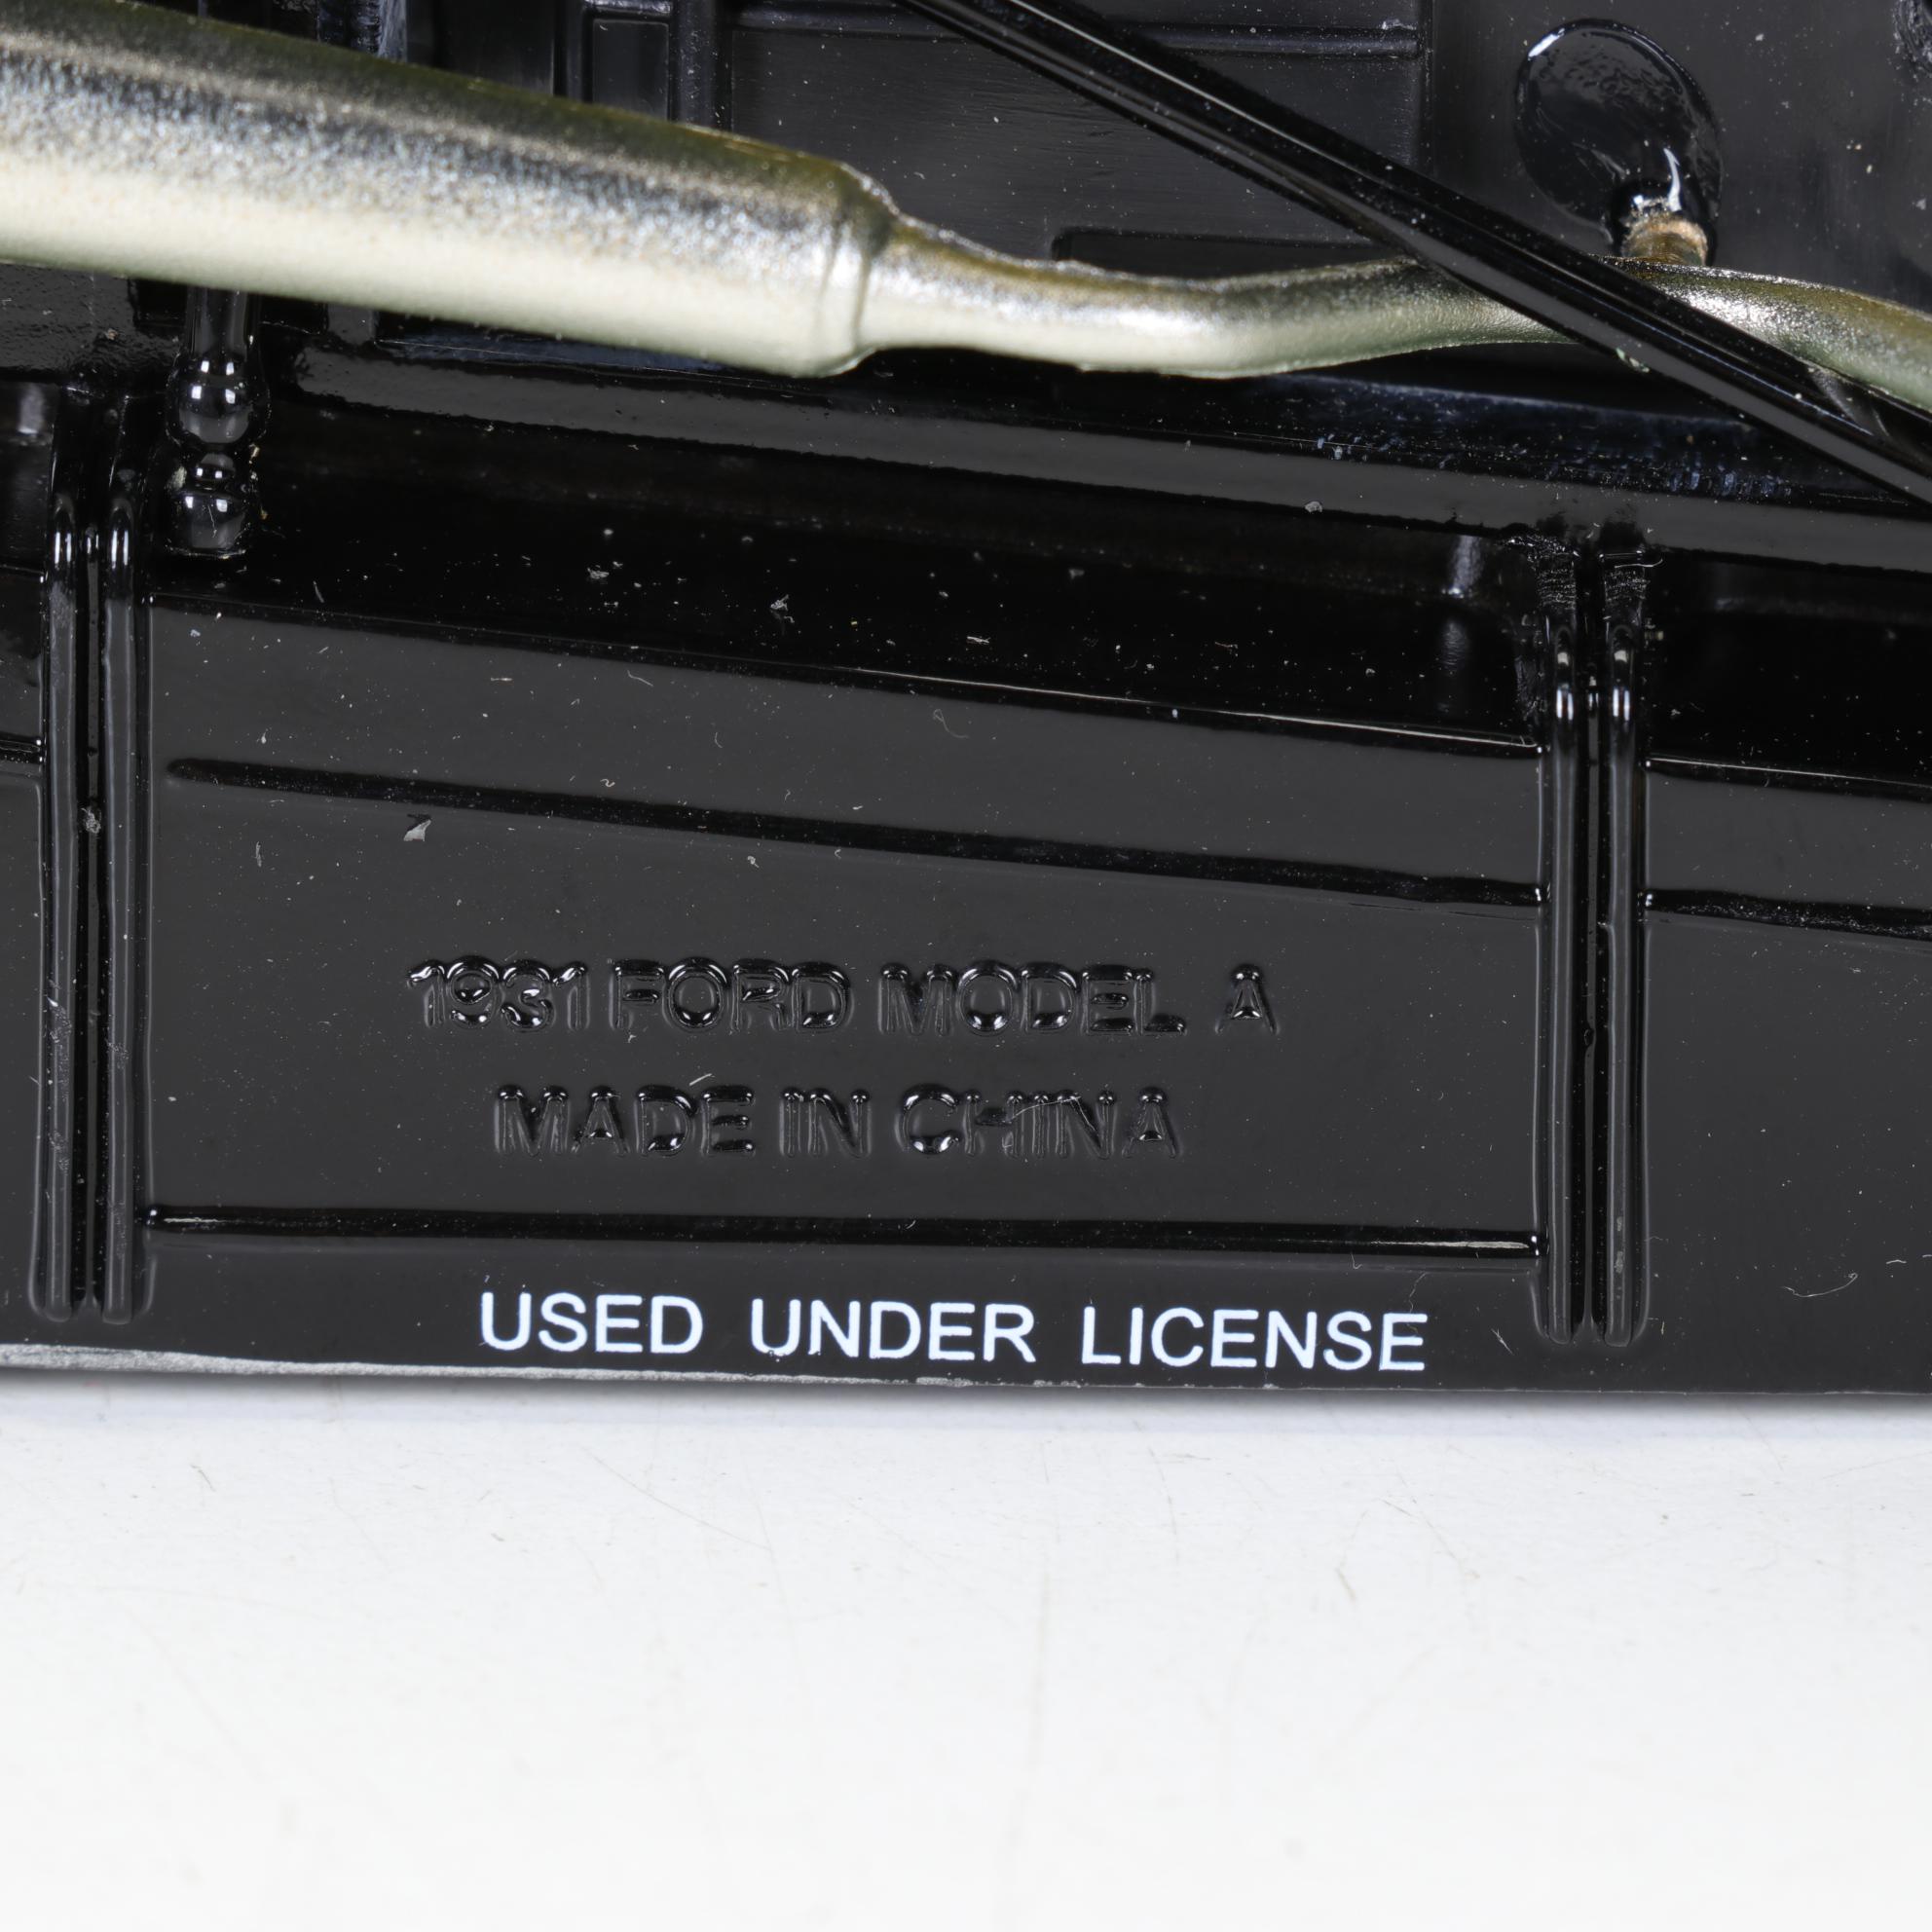 1931 FORD MODEL A
MADE IN CHINA
USED UNDER LICENSE